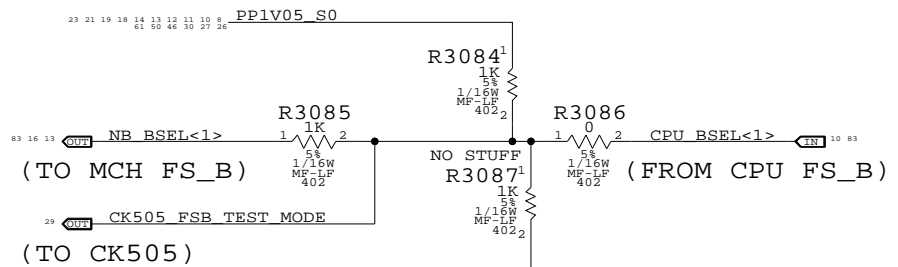 23 21 19 18 14 13 12 11 10 8
61 50 46 30 27 26
PP1V05_S0
R3084 1
1K
5%
1/16W
MF-LF
402 2
R3085
1K
1 2
5%
1/16W
MF-LF
402
R3086
0
1 2
5%
1/16W
MF-LF
402
83 16 13 OUT NB_BSEL<1>
CPU_BSEL<1> IN 10 83
(TO MCH FS_B)
(FROM CPU FS_B)
NO STUFF
R3087 1
1K
5%
1/16W
MF-LF
402 2
29 OUT CK505_FSB_TEST_MODE
(TO CK505)